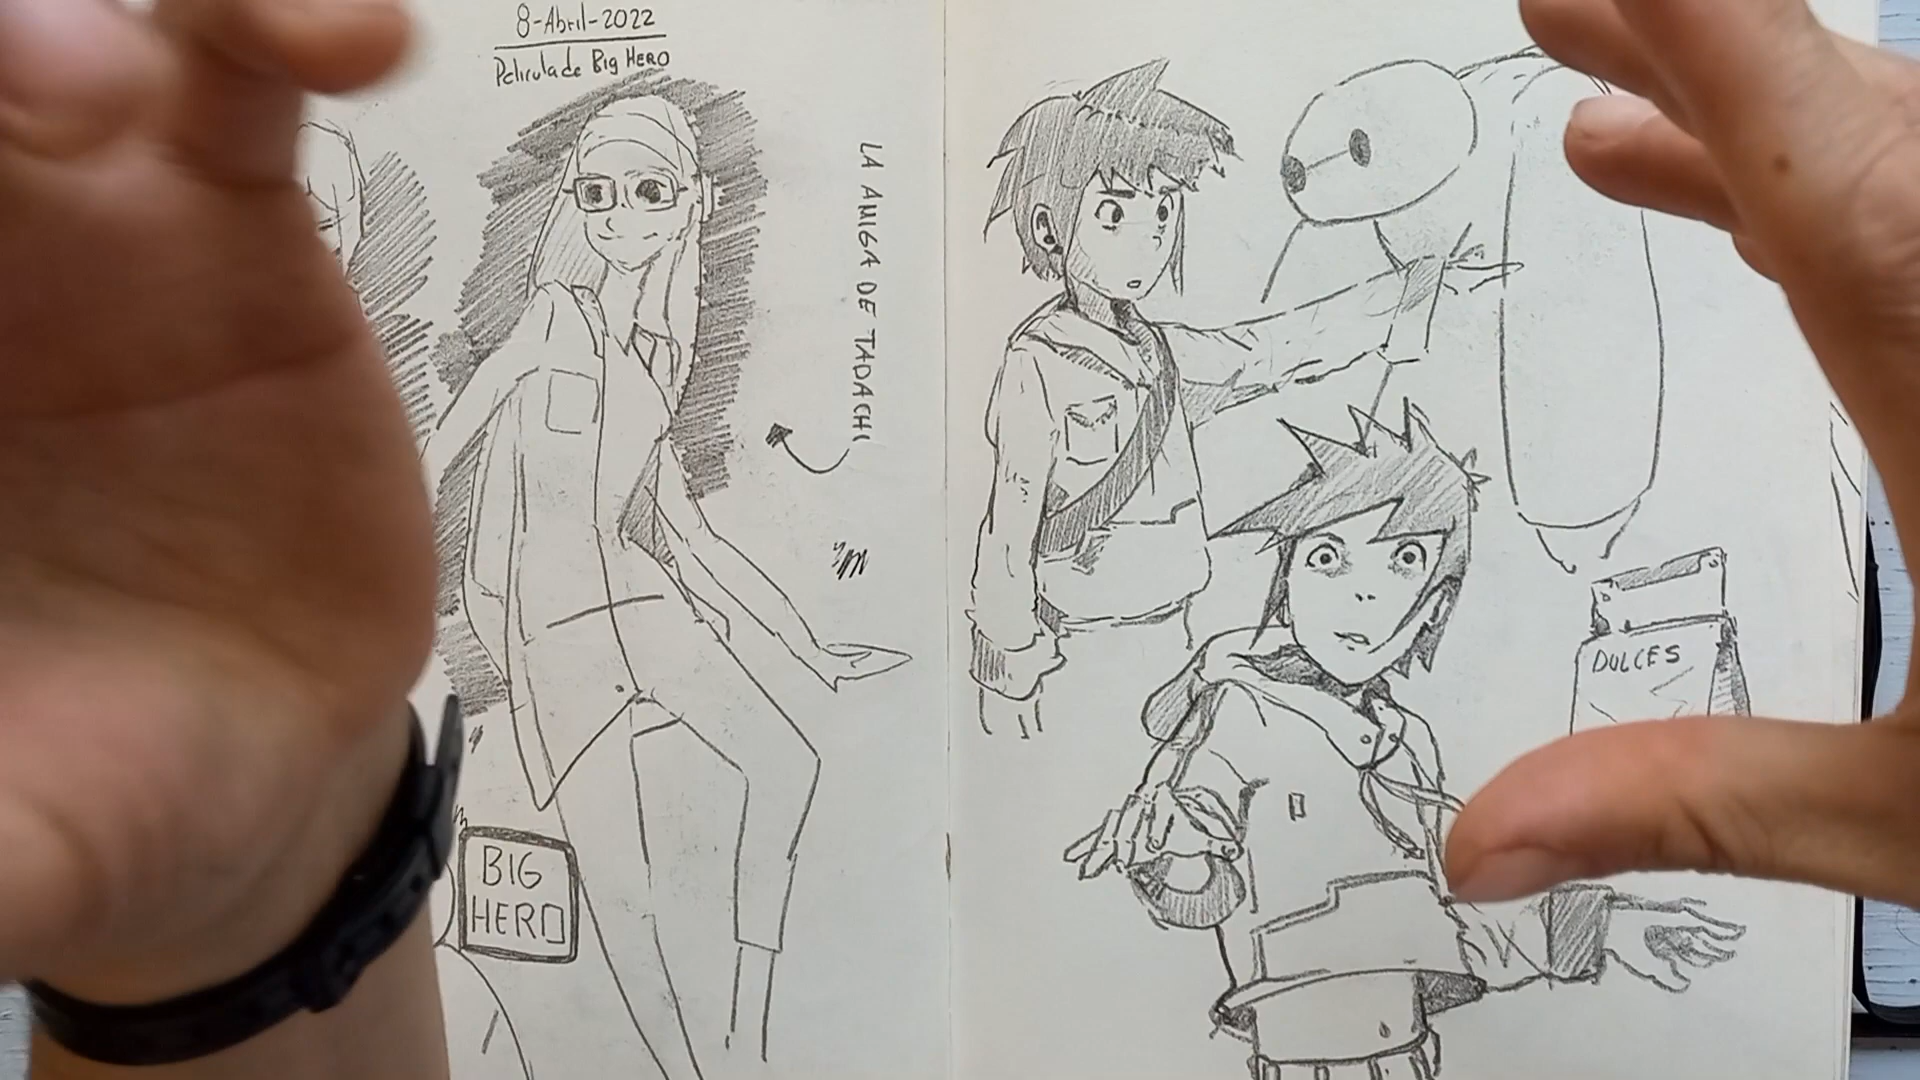 8-Abril-2022
Pelicula de Big HERO
LA AMIGA DE TADACHI
BIG
HERO
DULCES